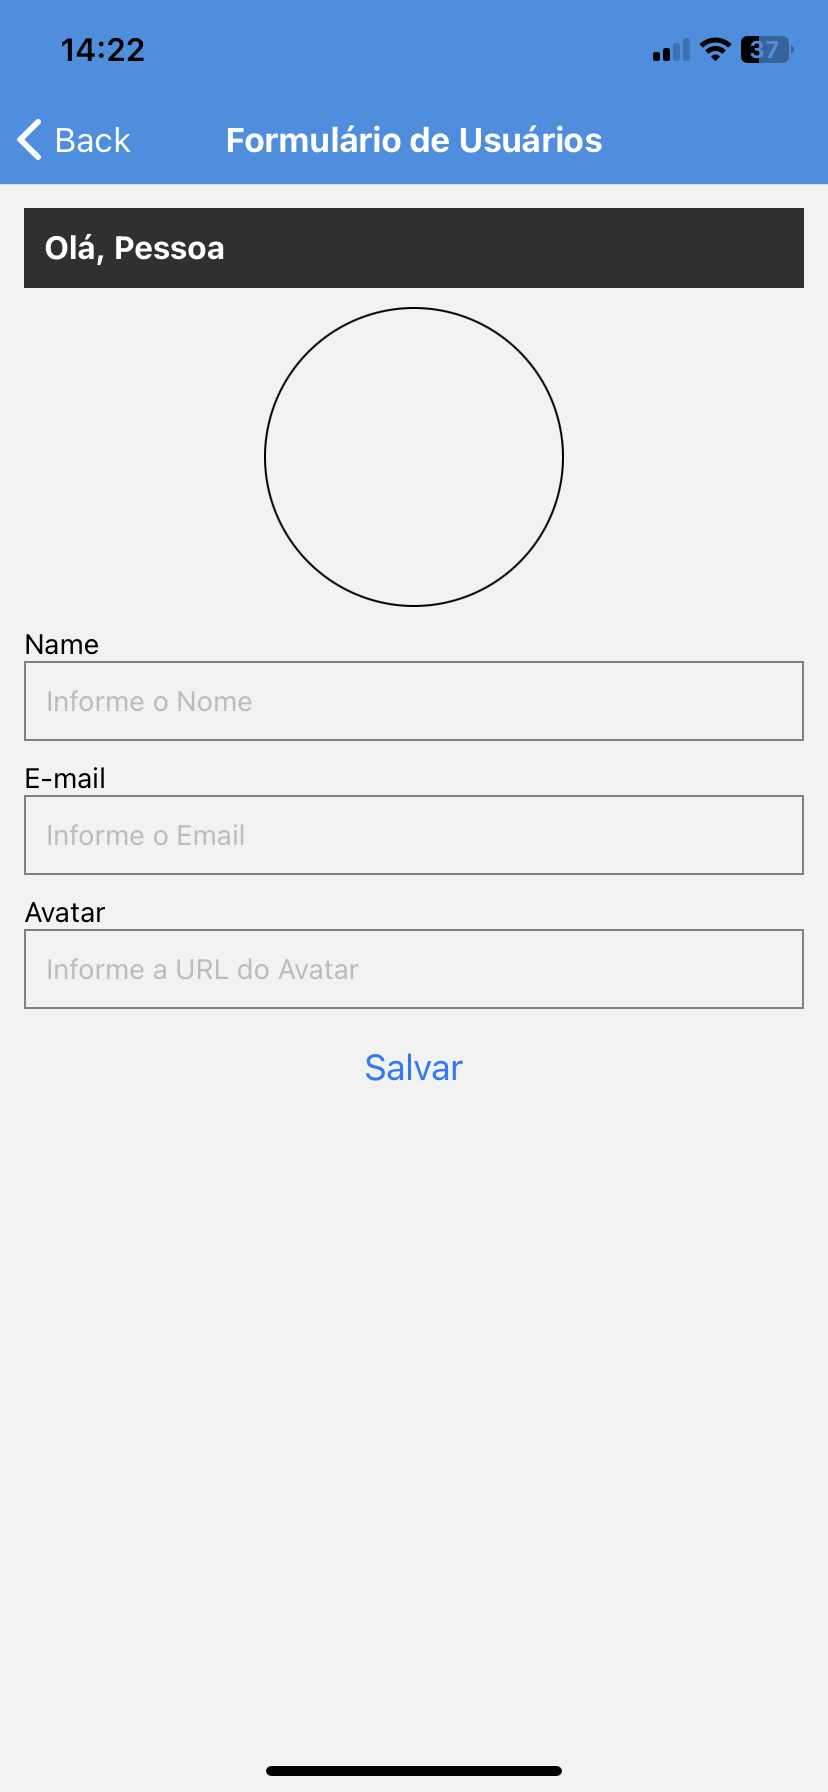 14:22
37
Back
Formulário de Usuários
Olá, Pessoa
Name
Informe o Nome
E-mail
Informe o Email
Avatar
Informe a URL do Avatar
Salvar